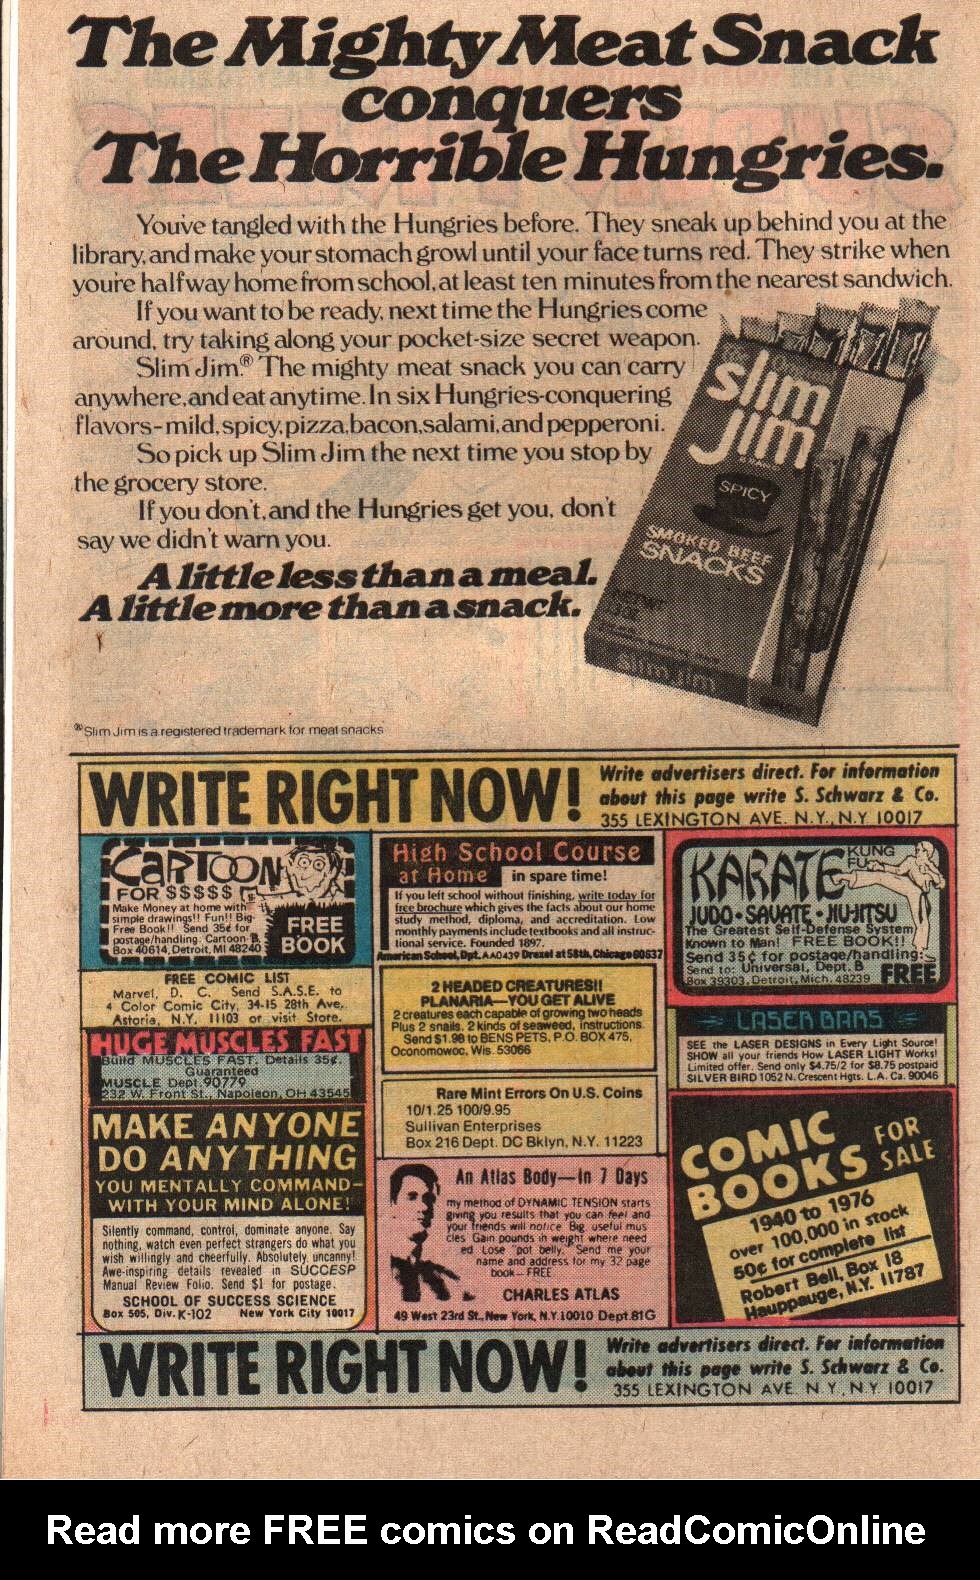 The Mighty Meat Snack
conquers
The Horrible Hungries.
You've tangled with the Hungries before. They sneak up behind you at the
library, and make your stomach growl until your face turns red. They strike when
you're halfway home from school, at least ten minutes from the nearest sandwich.
If you want to be ready, next time the Hungries come
around, try taking along your pocket-size secret weapon.
Slim Jim.® The mighty meat snack you can carry
anywhere, and eat anytime. In six Hungries-conquering
flavors-mild, spicy, pizza, bacon, salami, and pepperoni.
So pick up Slim Jim the next time you stop by
the grocery store.
If you don't, and the Hungries get you, don't
say we didn't warn you.
A little less than a meal.
A little more than a snack.
slim
Jim
SPICY
SMOKED BEEF
SNACKS
NET WT
slim jim
®Slim Jim is a registered trademark for meat snacks
WRITE RIGHT NOW!
Write advertisers direct. For information
about this page write S. Schwarz & Co.
355 LEXINGTON AVE. N.Y., N.Y 10017
CARTOON
FOR $$$$$
Make Money at home with
simple drawings!! Fun!! Big
Free Book!! Send 35¢ for
postage/handling. Cartoon B,
Box 40614, Detroit, MI 48240
FREE
BOOK
FREE COMIC LIST
Marvel, D. C. Send S.A.S.E. to
4 Color Comic City, 34-15 28th Ave,
Astoria, N.Y. 11103 or visit Store.
HUGE MUSCLES FAST
Build MUSCLES FAST. Details 35¢.
Guaranteed
MUSCLE Dept. 90779
232 W. Front St., Napoleon, OH 43545
MAKE ANYONE
DO ANYTHING
YOU MENTALLY COMMAND-
WITH YOUR MIND ALONE!
Silently command, control, dominate anyone. Say
nothing, watch even perfect strangers do what you
wish willingly and cheerfully. Absolutely uncanny!
Awe-inspiring details revealed in SUCCESP
Manual Review Folio. Send $1 for postage.
SCHOOL OF SUCCESS SCIENCE
Box 505, Div. K-102 New York City 10017
High School Course
at Home in spare time!
If you left school without finishing, write today for
free brochure which gives the facts about our home
study method, diploma, and accreditation. Low
monthly payments include textbooks and all instruc-
tional service. Founded 1897.
American School, Dpt. AA0439 Drexel at 58th, Chicago 60637
2 HEADED CREATURES!!
PLANARIA—YOU GET ALIVE
2 creatures each capable of growing two heads
Plus 2 snails. 2 kinds of seaweed, instructions.
Send $1.98 to BENS PETS, P.O. BOX 475,
Oconomowoc, Wis. 53066
Rare Mint Errors On U.S. Coins
10/1.25 100/9.95
Sullivan Enterprises
Box 216 Dept. DC Bklyn, N.Y. 11223
An Atlas Body—In 7 Days
my method of DYNAMIC TENSION starts
giving you results that you can feel and
your friends will notice Big, useful mus
cles Gain pounds in weight where need
ed Lose "pot belly," Send me your
name and address for my 32 page
book—FREE
CHARLES ATLAS
49 West 23rd St., New York, N.Y. 10010 Dept. 81G
KARATE
KUNG
FU
JUDO • SAVATE • JIU-JITSU
The Greatest Self-Defense System
Known to Man! FREE BOOK!!
Send 35¢ for postage/handling:
Send to: Universal, Dept. B
Box 39303, Detroit, Mich. 48239
FREE
LASER BARS
SEE the LASER DESIGNS in Every Light Source!
SHOW all your friends How LASER LIGHT Works!
Limited offer. Send only $4.75/2 for $8.75 postpaid
SILVER BIRD 1052 N. Crescent Hgts. L.A. Ca. 90046
COMIC
BOOKS
FOR
SALE
1940 to 1976
over 100,000 in stock
50¢ for complete list
Robert Bell, Box 18
Hauppauge, N.Y. 11787
WRITE RIGHT NOW!
Write advertisers direct. For information
about this page write S. Schwarz & Co.
355 LEXINGTON AVE. N.Y., N.Y. 10017
Read more FREE comics on ReadComicOnline